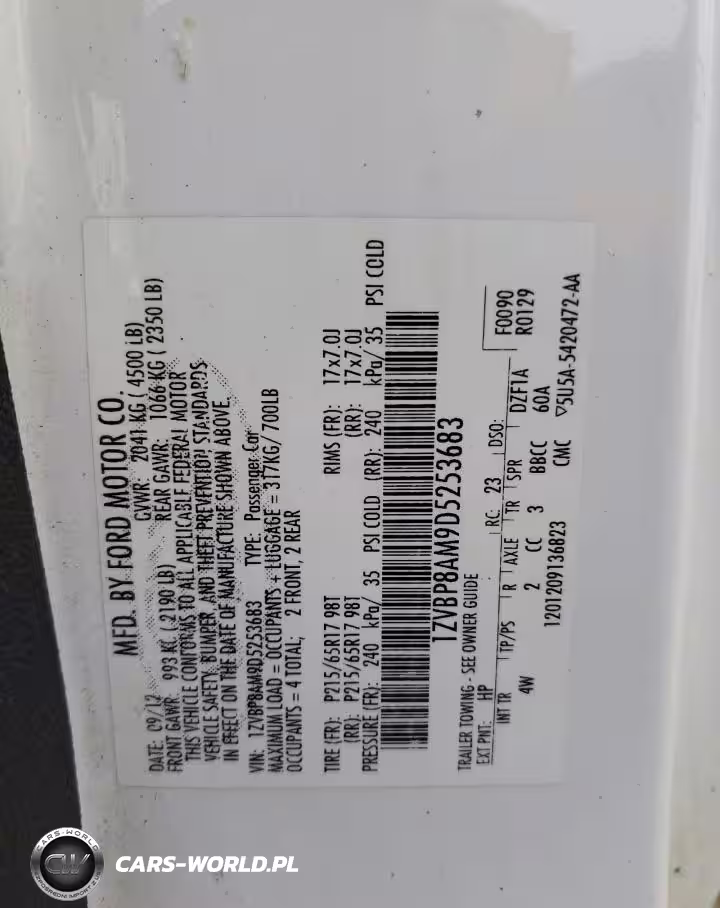 MFD. BY FORD MOTOR CO.
DATE: 09/12 GVWR: 2041 KG ( 4500 LB)
FRONT GAWR: 993 KG ( 2190 LB) REAR GAWR: 1066 KG ( 2350 LB)
THIS VEHICLE CONFORMS TO ALL APPLICABLE FEDERAL MOTOR
VEHICLE SAFETY, BUMPER, AND THEFT PREVENTION STANDARDS
IN EFFECT ON THE DATE OF MANUFACTURE SHOWN ABOVE.
VIN: 1ZVBP8AM9D5253683 TYPE: Passenger Car
MAXIMUM LOAD = OCCUPANTS + LUGGAGE = 317KG/ 700LB
OCCUPANTS = 4 TOTAL; 2 FRONT, 2 REAR
TIRE (FR): P215/65R17 98T RIMS (FR): 17x7.0J
(RR): P215/65R17 98T (RR): 17x7.0J
PRESSURE (FR): 240 kPa/ 35 PSI COLD (RR): 240 kPa/ 35 PSI COLD
1ZVBP8AM9D5253683
TRAILER TOWING - SEE OWNER GUIDE
EXT PNT: HP RC: 23 DSO: F0090
R0129
INT TR TP/PS R AXLE TR SPR DZF1A
4W 2 CC 3 BBCC 60A
1201209136B23 CMC ▽5U5A-5420472-AA
CARS-WORLD
CW
CARS-WORLD.PL